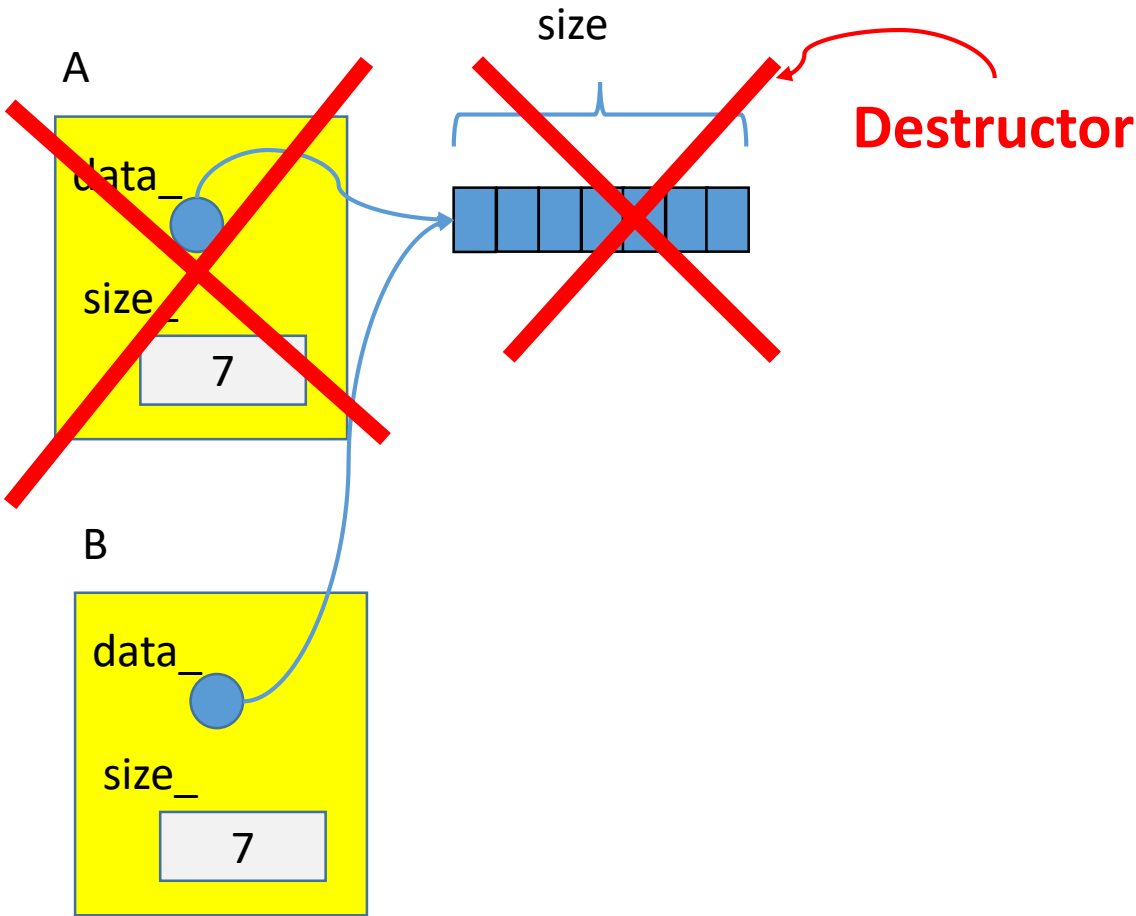 size
A
Destructor
data_
size_
7
B
data_
size_
7